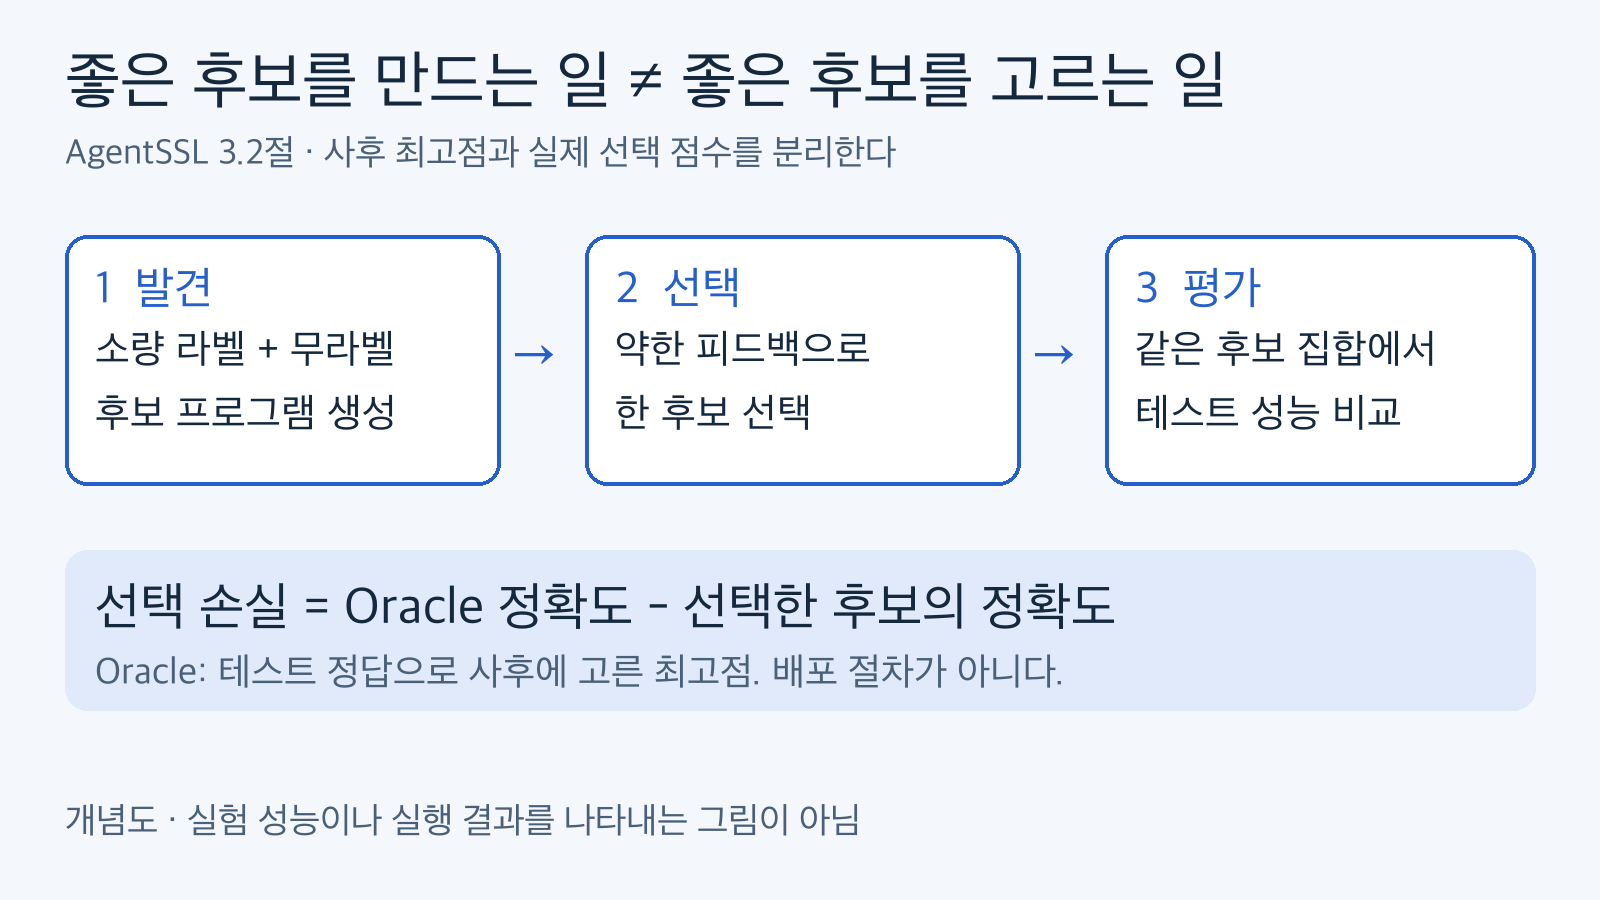 좋은 후보를 만드는 일 ≠ 좋은 후보를 고르는 일
AgentSSL 3.2절 · 사후 최고점과 실제 선택 점수를 분리한다
1 발견
소량 라벨 + 무라벨
후보 프로그램 생성
→
2 선택
약한 피드백으로
한 후보 선택
→
3 평가
같은 후보 집합에서
테스트 성능 비교
선택 손실 = Oracle 정확도 − 선택한 후보의 정확도
Oracle: 테스트 정답으로 사후에 고른 최고점. 배포 절차가 아니다.
개념도 · 실험 성능이나 실행 결과를 나타내는 그림이 아님